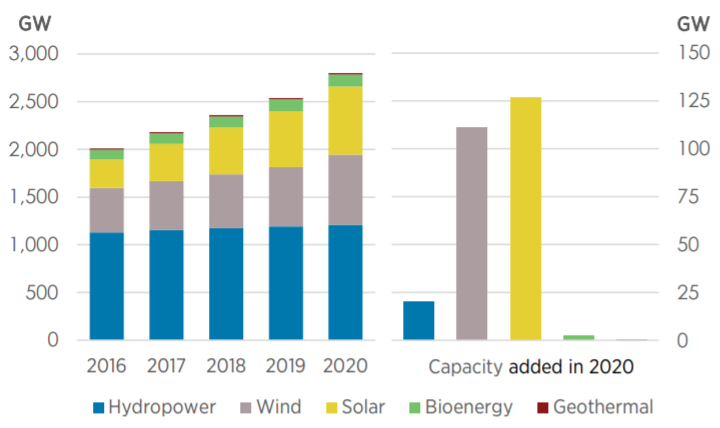 GW GW
3,000 150
2,500 125
2,000 100
1,500 75
1,000 50
500 25
0 0
2016 2017 2018 2019 2020 Capacity added in 2020
Hydropower Wind Solar Bioenergy Geothermal